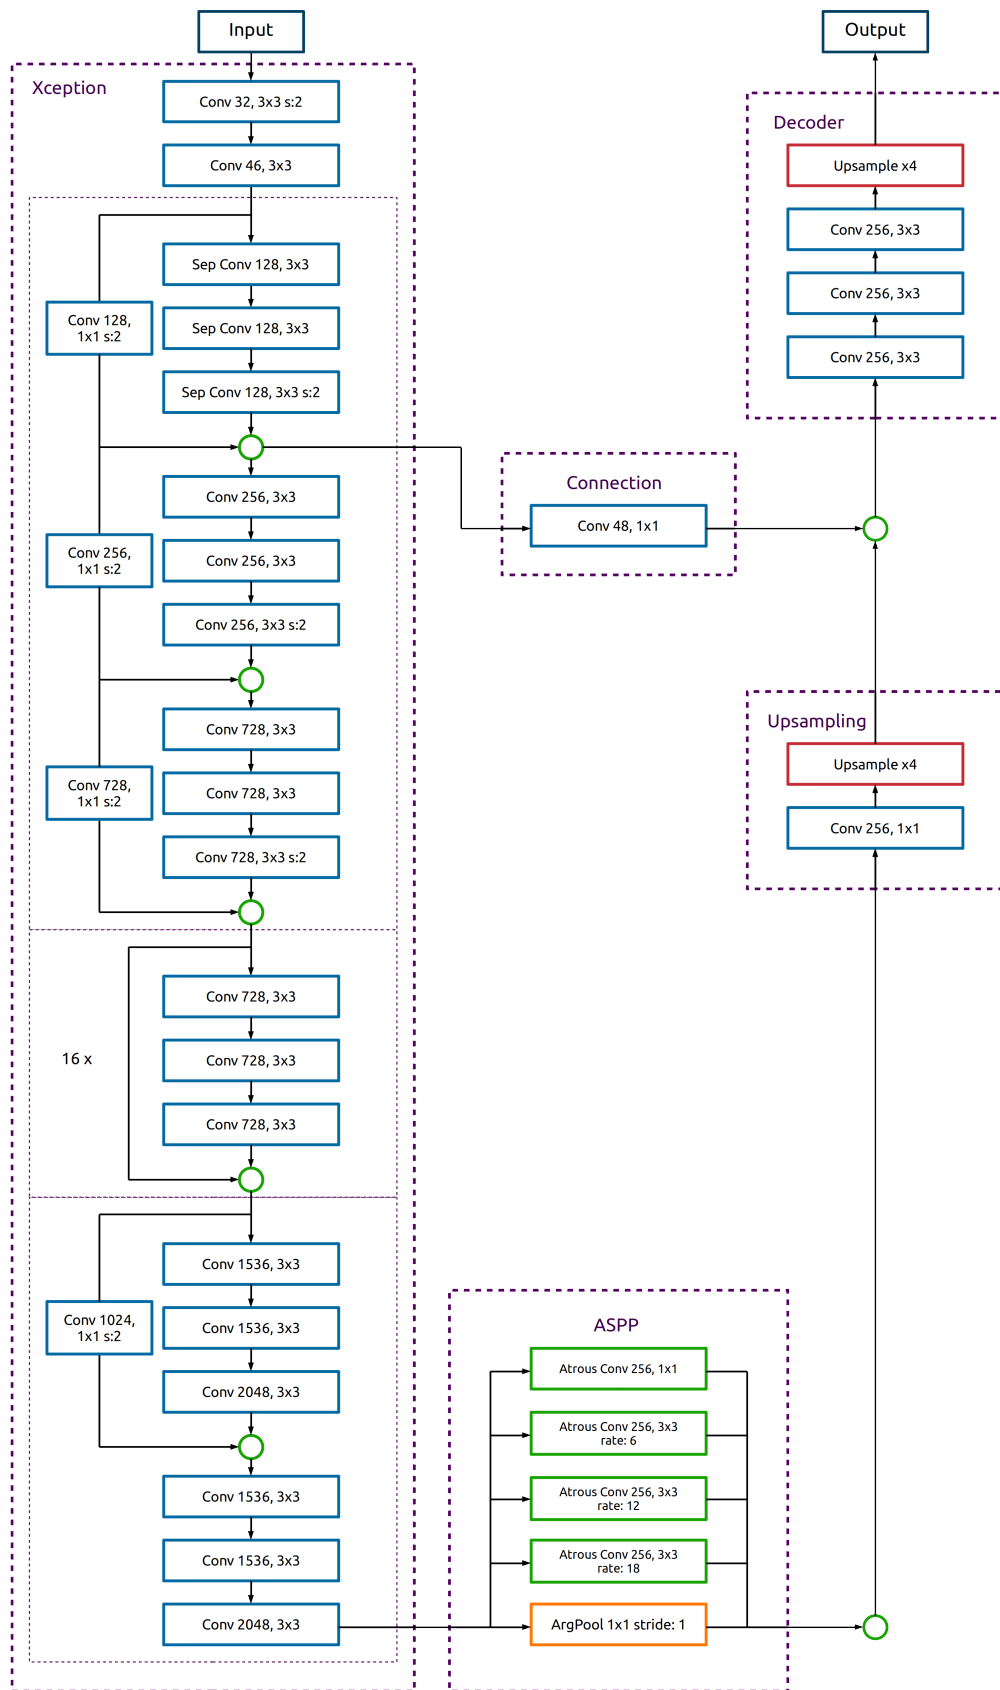 Input
Xception
Conv 32, 3x3 s:2
Conv 46, 3x3
Sep Conv 128, 3x3
Conv 128,
1x1 s:2
Sep Conv 128, 3x3
Sep Conv 128, 3x3 s:2
Conv 256, 3x3
Conv 256,
1x1 s:2
Conv 256, 3x3
Conv 256, 3x3 s:2
Conv 728, 3x3
Conv 728,
1x1 s:2
Conv 728, 3x3
Conv 728, 3x3 s:2
16 x
Conv 728, 3x3
Conv 728, 3x3
Conv 728, 3x3
Conv 1536, 3x3
Conv 1024,
1x1 s:2
Conv 1536, 3x3
Conv 2048, 3x3
Conv 1536, 3x3
Conv 1536, 3x3
Conv 2048, 3x3
ASPP
Atrous Conv 256, 1x1
Atrous Conv 256, 3x3
rate: 6
Atrous Conv 256, 3x3
rate: 12
Atrous Conv 256, 3x3
rate: 18
ArgPool 1x1 stride: 1
Connection
Conv 48, 1x1
Upsampling
Upsample x4
Conv 256, 1x1
Output
Decoder
Upsample x4
Conv 256, 3x3
Conv 256, 3x3
Conv 256, 3x3